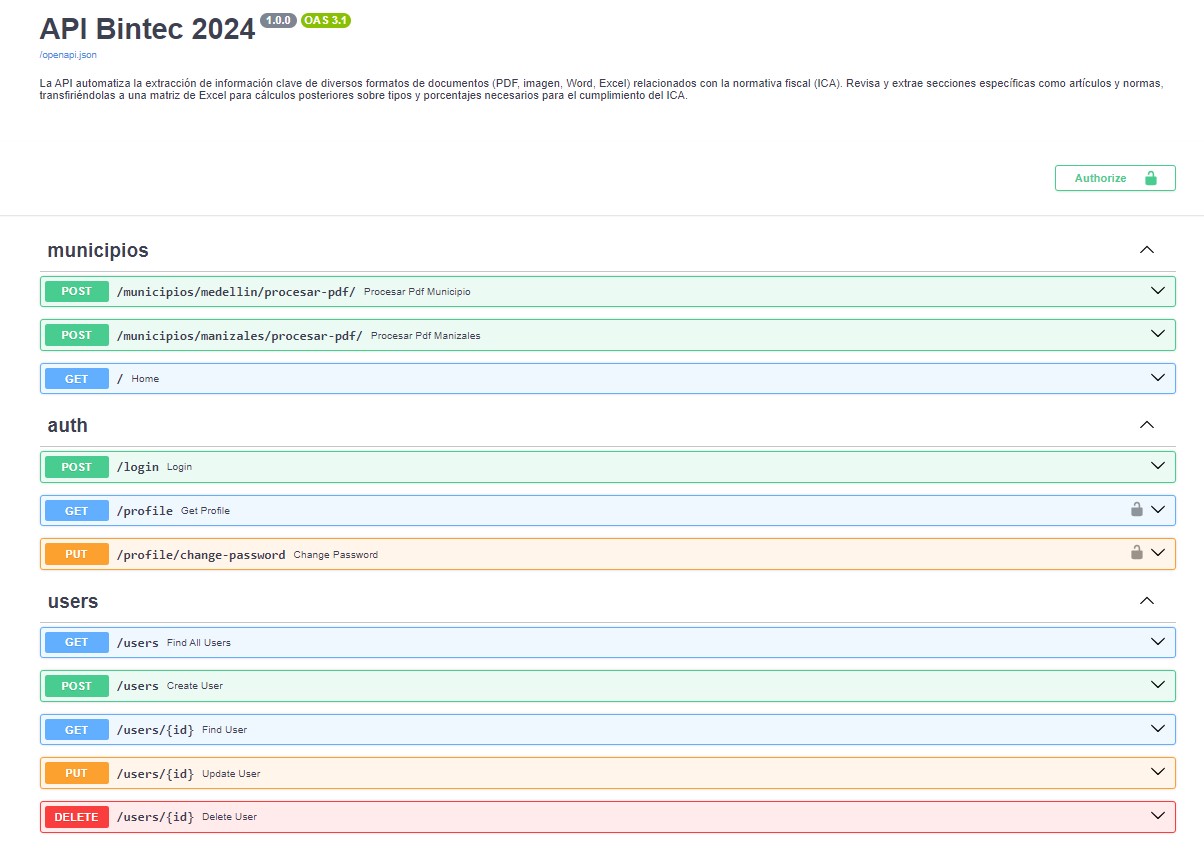 API Bintec 2024 1.0.0 OAS 3.1
/openapi.json
La API automatiza la extracción de información clave de diversos formatos de documentos (PDF, imagen, Word, Excel) relacionados con la normativa fiscal (ICA). Revisa y extrae secciones específicas como artículos y normas,
transfiriéndolas a una matriz de Excel para cálculos posteriores sobre tipos y porcentajes necesarios para el cumplimiento del ICA.
Authorize
municipios
POST /municipios/medellin/procesar-pdf/ Procesar Pdf Municipio
POST /municipios/manizales/procesar-pdf/ Procesar Pdf Manizales
GET / Home
auth
POST /login Login
GET /profile Get Profile
PUT /profile/change-password Change Password
users
GET /users Find All Users
POST /users Create User
GET /users/{id} Find User
PUT /users/{id} Update User
DELETE /users/{id} Delete User